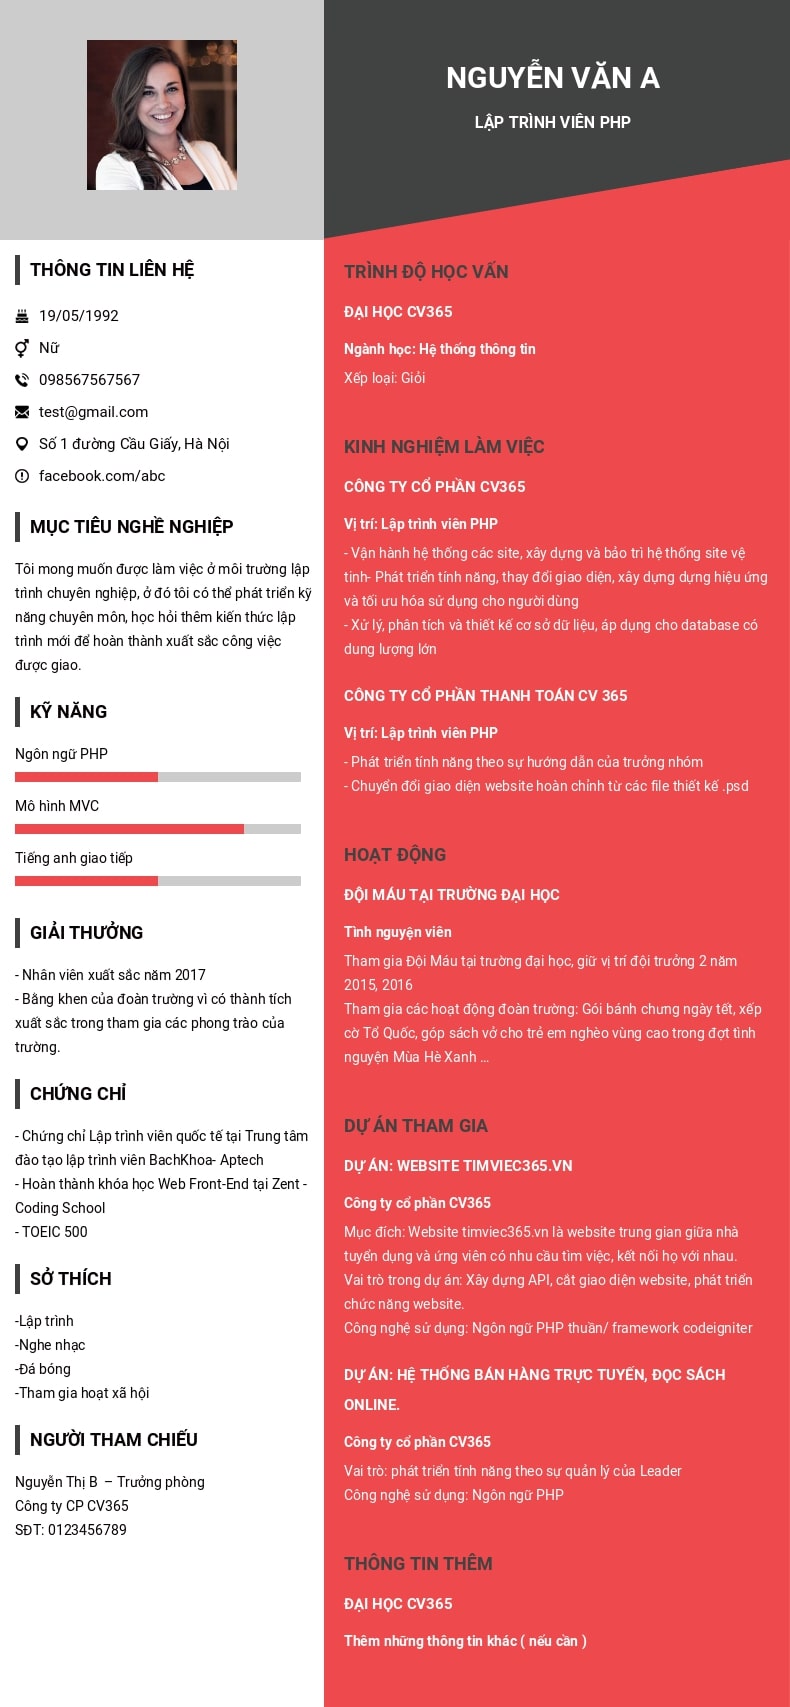 NGUYỄN VĂN A
LẬP TRÌNH VIÊN PHP
THÔNG TIN LIÊN HỆ
19/05/1992
Nữ
098567567567
test@gmail.com
Số 1 đường Cầu Giấy, Hà Nội
facebook.com/abc
MỤC TIÊU NGHỀ NGHIỆP
Tôi mong muốn được làm việc ở môi trường lập
trình chuyên nghiệp, ở đó tôi có thể phát triển kỹ
năng chuyên môn, học hỏi thêm kiến thức lập
trình mới để hoàn thành xuất sắc công việc
được giao.
KỸ NĂNG
Ngôn ngữ PHP
Mô hình MVC
Tiếng anh giao tiếp
GIẢI THƯỞNG
- Nhân viên xuất sắc năm 2017
- Bằng khen của đoàn trường vì có thành tích
xuất sắc trong tham gia các phong trào của
trường.
CHỨNG CHỈ
- Chứng chỉ Lập trình viên quốc tế tại Trung tâm
đào tạo lập trình viên BachKhoa- Aptech
- Hoàn thành khóa học Web Front-End tại Zent -
Coding School
- TOEIC 500
SỞ THÍCH
-Lập trình
-Nghe nhạc
-Đá bóng
-Tham gia hoạt xã hội
NGƯỜI THAM CHIẾU
Nguyễn Thị B – Trưởng phòng
Công ty CP CV365
SĐT: 0123456789
TRÌNH ĐỘ HỌC VẤN
ĐẠI HỌC CV365
Ngành học: Hệ thống thông tin
Xếp loại: Giỏi
KINH NGHIỆM LÀM VIỆC
CÔNG TY CỔ PHẦN CV365
Vị trí: Lập trình viên PHP
- Vận hành hệ thống các site, xây dựng và bảo trì hệ thống site vệ
tinh- Phát triển tính năng, thay đổi giao diện, xây dựng dựng hiệu ứng
và tối ưu hóa sử dụng cho người dùng
- Xử lý, phân tích và thiết kế cơ sở dữ liệu, áp dụng cho database có
dung lượng lớn
CÔNG TY CỔ PHẦN THANH TOÁN CV 365
Vị trí: Lập trình viên PHP
- Phát triển tính năng theo sự hướng dẫn của trưởng nhóm
- Chuyển đổi giao diện website hoàn chỉnh từ các file thiết kế .psd
HOẠT ĐỘNG
ĐỘI MÁU TẠI TRƯỜNG ĐẠI HỌC
Tình nguyện viên
Tham gia Đội Máu tại trường đại học, giữ vị trí đội trưởng 2 năm
2015, 2016
Tham gia các hoạt động đoàn trường: Gói bánh chưng ngày tết, xếp
cờ Tổ Quốc, góp sách vở cho trẻ em nghèo vùng cao trong đợt tình
nguyện Mùa Hè Xanh ...
DỰ ÁN THAM GIA
DỰ ÁN: WEBSITE TIMVIEC365.VN
Công ty cổ phần CV365
Mục đích: Website timviec365.vn là website trung gian giữa nhà
tuyển dụng và ứng viên có nhu cầu tìm việc, kết nối họ với nhau.
Vai trò trong dự án: Xây dựng API, cắt giao diện website, phát triển
chức năng website.
Công nghệ sử dụng: Ngôn ngữ PHP thuần/ framework codeigniter
DỰ ÁN: HỆ THỐNG BÁN HÀNG TRỰC TUYẾN, ĐỌC SÁCH
ONLINE.
Công ty cổ phần CV365
Vai trò: phát triển tính năng theo sự quản lý của Leader
Công nghệ sử dụng: Ngôn ngữ PHP
THÔNG TIN THÊM
ĐẠI HỌC CV365
Thêm những thông tin khác ( nếu cần )